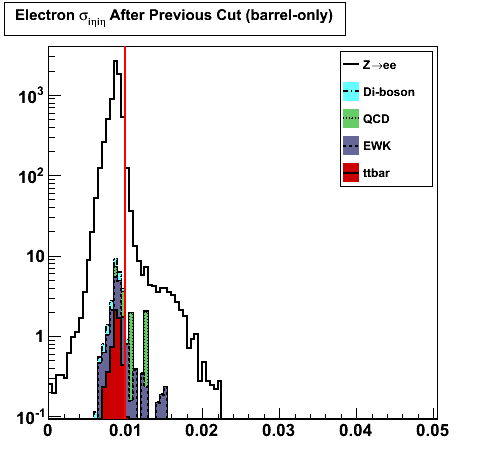 Electron σiηiη After Previous Cut (barrel-only)
Z→ee
Di-boson
QCD
EWK
ttbar
10³
10²
10
1
10⁻¹
0 0.01 0.02 0.03 0.04 0.05